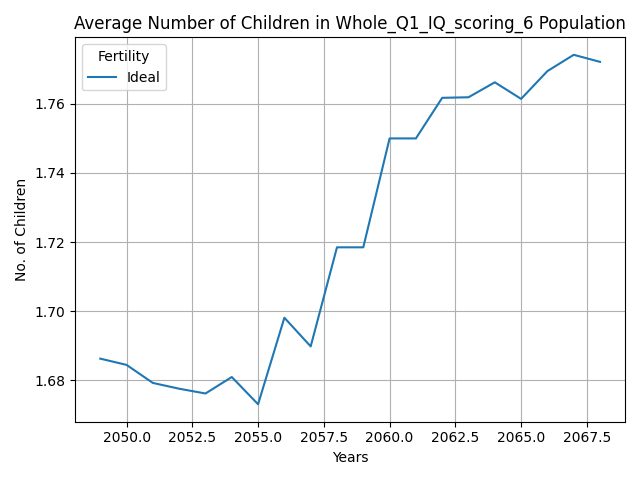 Average Number of Children in Whole_Q1_IQ_scoring_6 Population
Fertility
Ideal
1.76
1.74
1.72
1.70
1.68
No. of Children
2050.0 2052.5 2055.0 2057.5 2060.0 2062.5 2065.0 2067.5
Years